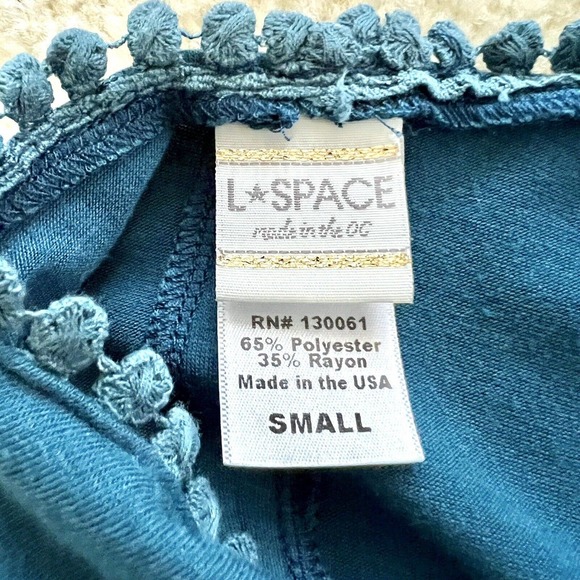 L★SPACE
made in the OC
RN# 130061
65% Polyester
35% Rayon
Made in the USA
SMALL